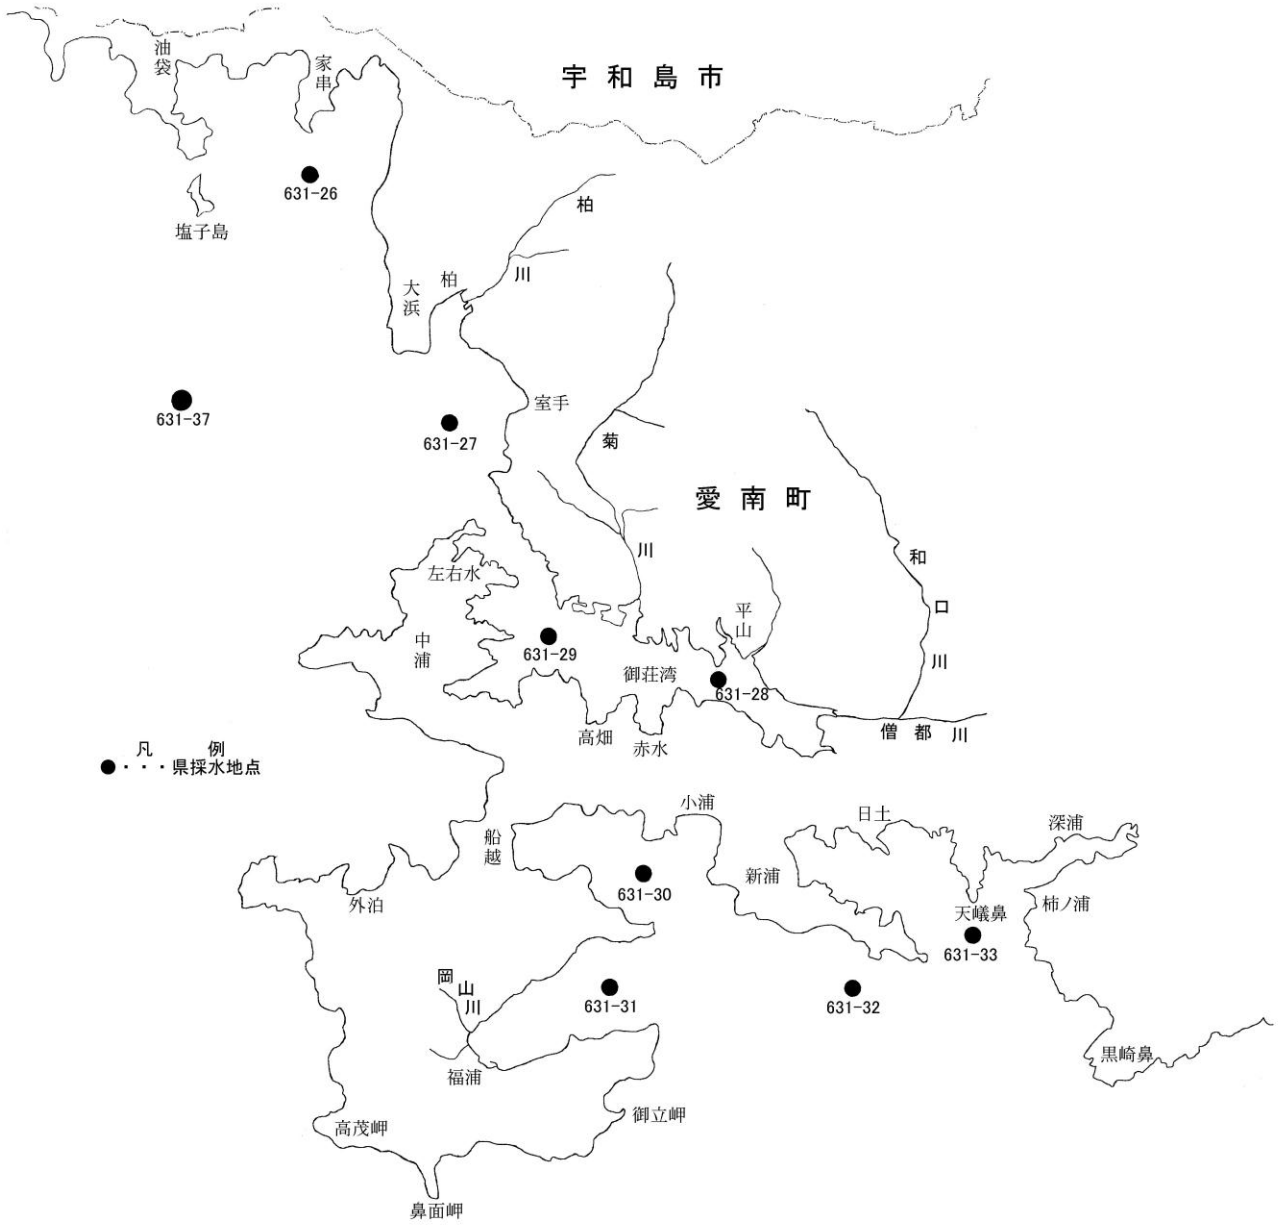 油袋
家串
宇和島市
631-26
塩子島
柏
川
柏
大浜
631-37
631-27
室手
菊
川
愛南町
和
口
川
左右水
中浦
平山
631-29
御荘湾
631-28
高畑
赤水
僧都川
凡例
●・・・県採水地点
船越
小浦
日土
深浦
外泊
631-30
新浦
天嶬鼻
柿ノ浦
631-33
岡
山
川
631-31
631-32
福浦
黒崎鼻
高茂岬
御立岬
鼻面岬